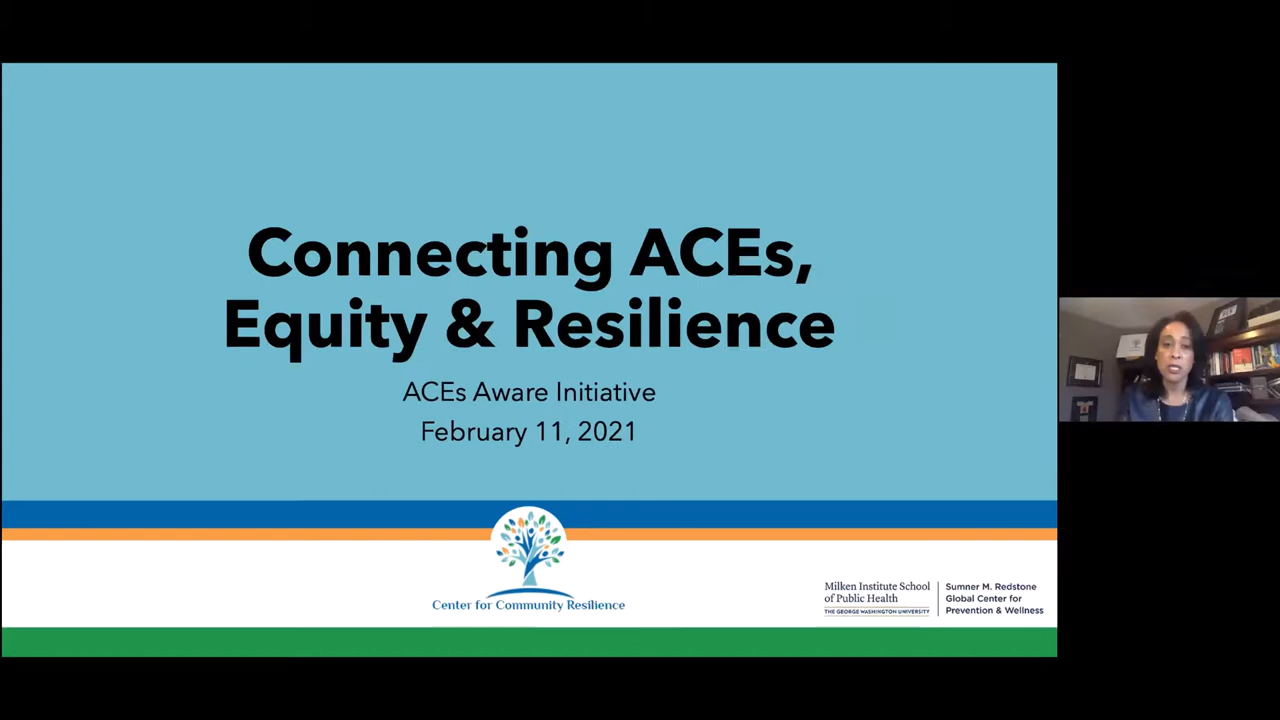 Connecting ACEs,
Equity & Resilience
ACEs Aware Initiative
February 11, 2021
Center for Community Resilience
Milken Institute School
of Public Health
THE GEORGE WASHINGTON UNIVERSITY
Sumner M. Redstone
Global Center for
Prevention & Wellness